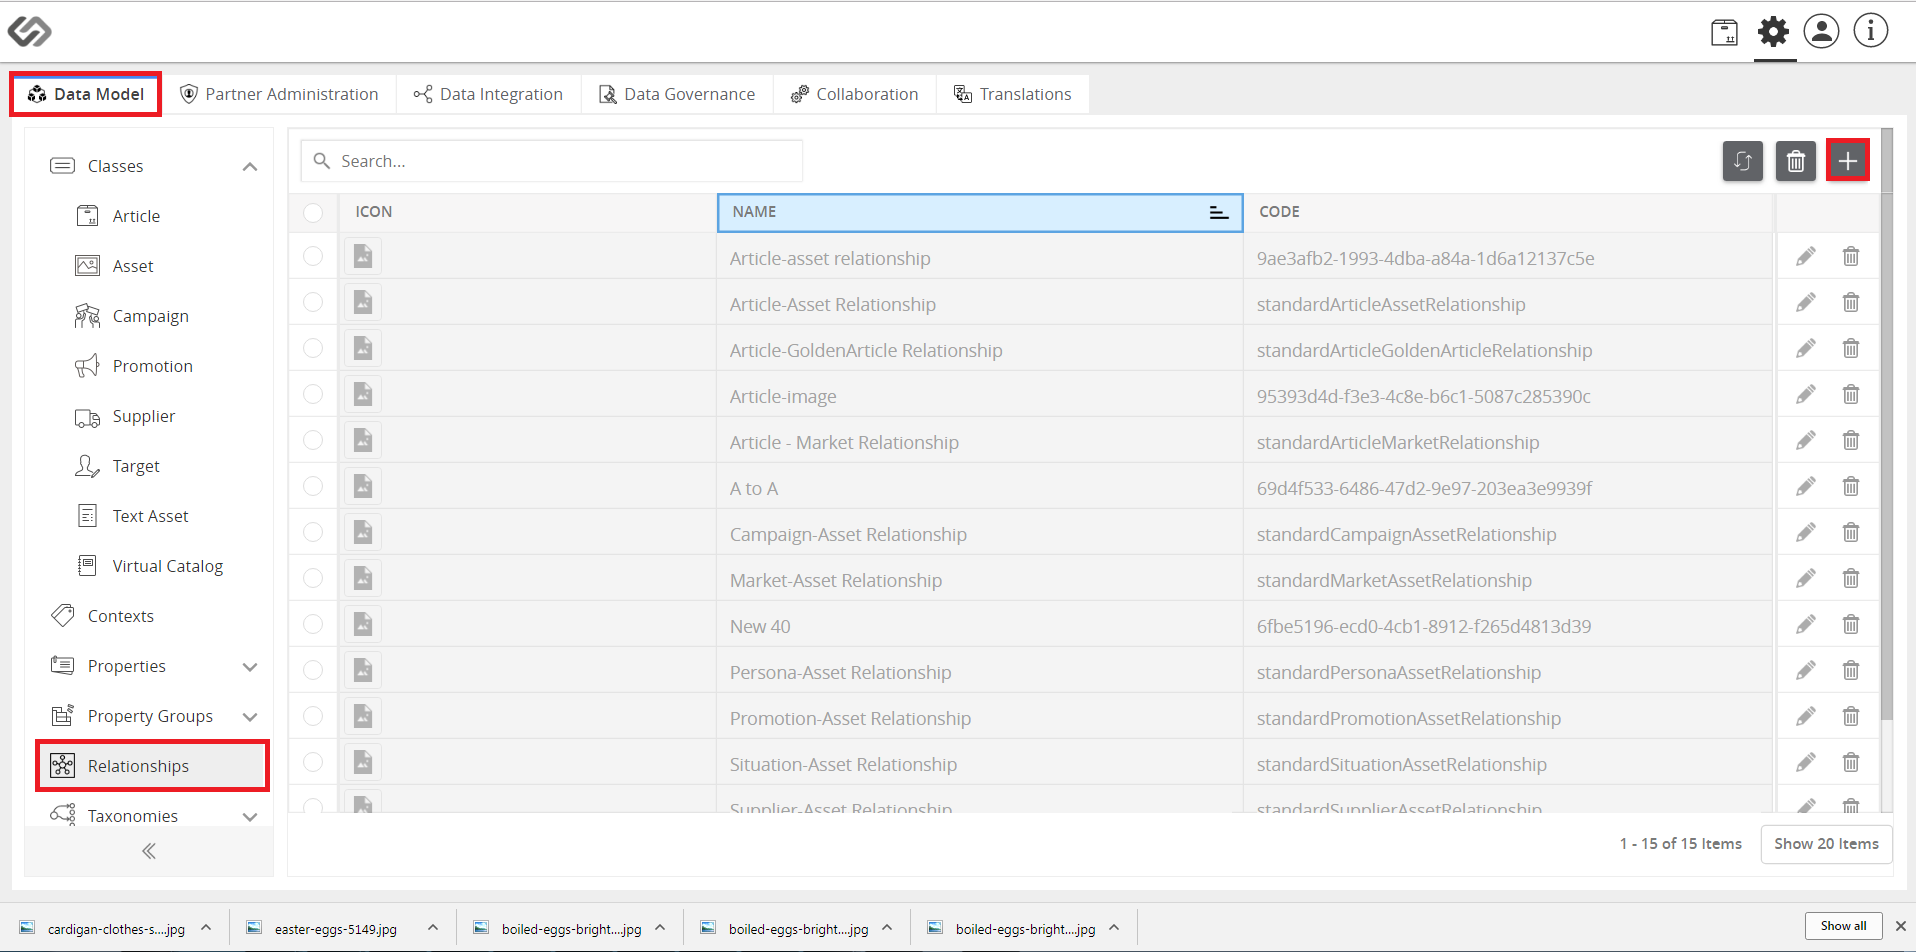 Data Model
Partner Administration
Data Integration
Data Governance
Collaboration
Translations
Classes
Article
Asset
Campaign
Promotion
Supplier
Target
Text Asset
Virtual Catalog
Contexts
Properties
Property Groups
Relationships
Taxonomies
Search...
ICON NAME CODE
Article-asset relationship 9ae3afb2-1993-4dba-a84a-1d6a12137c5e
Article-Asset Relationship standardArticleAssetRelationship
Article-GoldenArticle Relationship standardArticleGoldenArticleRelationship
Article-image 95393d4d-f3e3-4c8e-b6c1-5087c285390c
Article - Market Relationship standardArticleMarketRelationship
A to A 69d4f533-6486-47d2-9e97-203ea3e9939f
Campaign-Asset Relationship standardCampaignAssetRelationship
Market-Asset Relationship standardMarketAssetRelationship
New 40 6fbe5196-ecd0-4cb1-8912-f265d4813d39
Persona-Asset Relationship standardPersonaAssetRelationship
Promotion-Asset Relationship standardPromotionAssetRelationship
Situation-Asset Relationship standardSituationAssetRelationship
Supplier-Asset Relationship standardSupplierAssetRelationship
1 - 15 of 15 Items
Show 20 Items
cardigan-clothes-s....jpg
easter-eggs-5149.jpg
boiled-eggs-bright....jpg
boiled-eggs-bright....jpg
boiled-eggs-bright....jpg
Show all